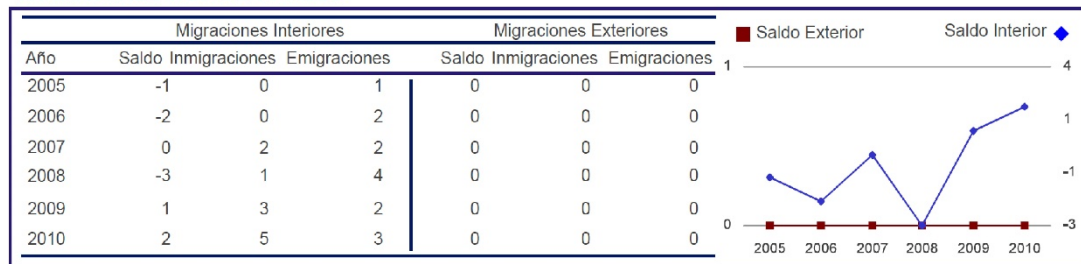 Migraciones Interiores Migraciones Exteriores
Año Saldo Inmigraciones Emigraciones Saldo Inmigraciones Emigraciones
2005 -1 0 1 0 0 0
2006 -2 0 2 0 0 0
2007 0 2 2 0 0 0
2008 -3 1 4 0 0 0
2009 1 3 2 0 0 0
2010 2 5 3 0 0 0
Saldo Exterior Saldo Interior
1 4
1
-1
0 -3
2005 2006 2007 2008 2009 2010